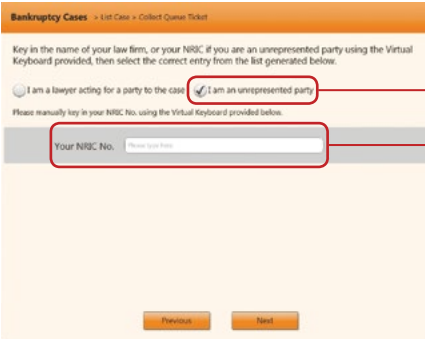 Bankruptcy Cases » List Case » Collect Queue Ticket
Key in the name of your law firm, or your NRIC if you are an unrepresented party using the Virtual
Keyboard provided, then select the correct entry from the list generated below.
I am a lawyer acting for a party to the case I am an unrepresented party
Please manually key in your NRIC No. using the Virtual Keyboard provided below.
Your NRIC No. Please type here
Previous Next